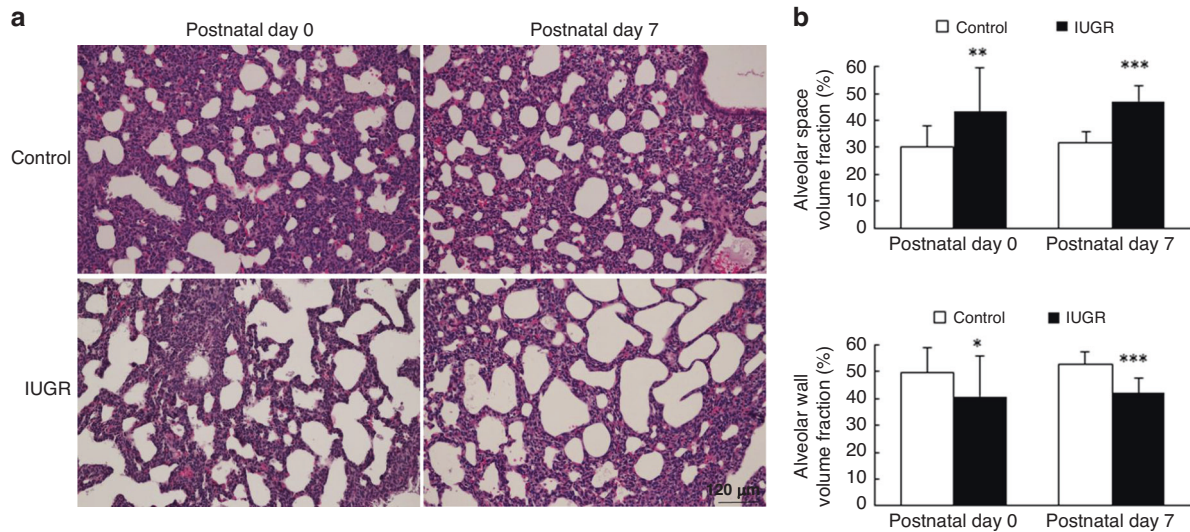 a
Postnatal day 0
Postnatal day 7
Control
IUGR
120 μm
b
Control
IUGR
Alveolar space
volume fraction (%)
60
50
40
30
20
10
0
**
***
Postnatal day 0
Postnatal day 7
Control
IUGR
Alveolar wall
volume fraction (%)
60
50
40
30
20
10
0
*
***
Postnatal day 0
Postnatal day 7